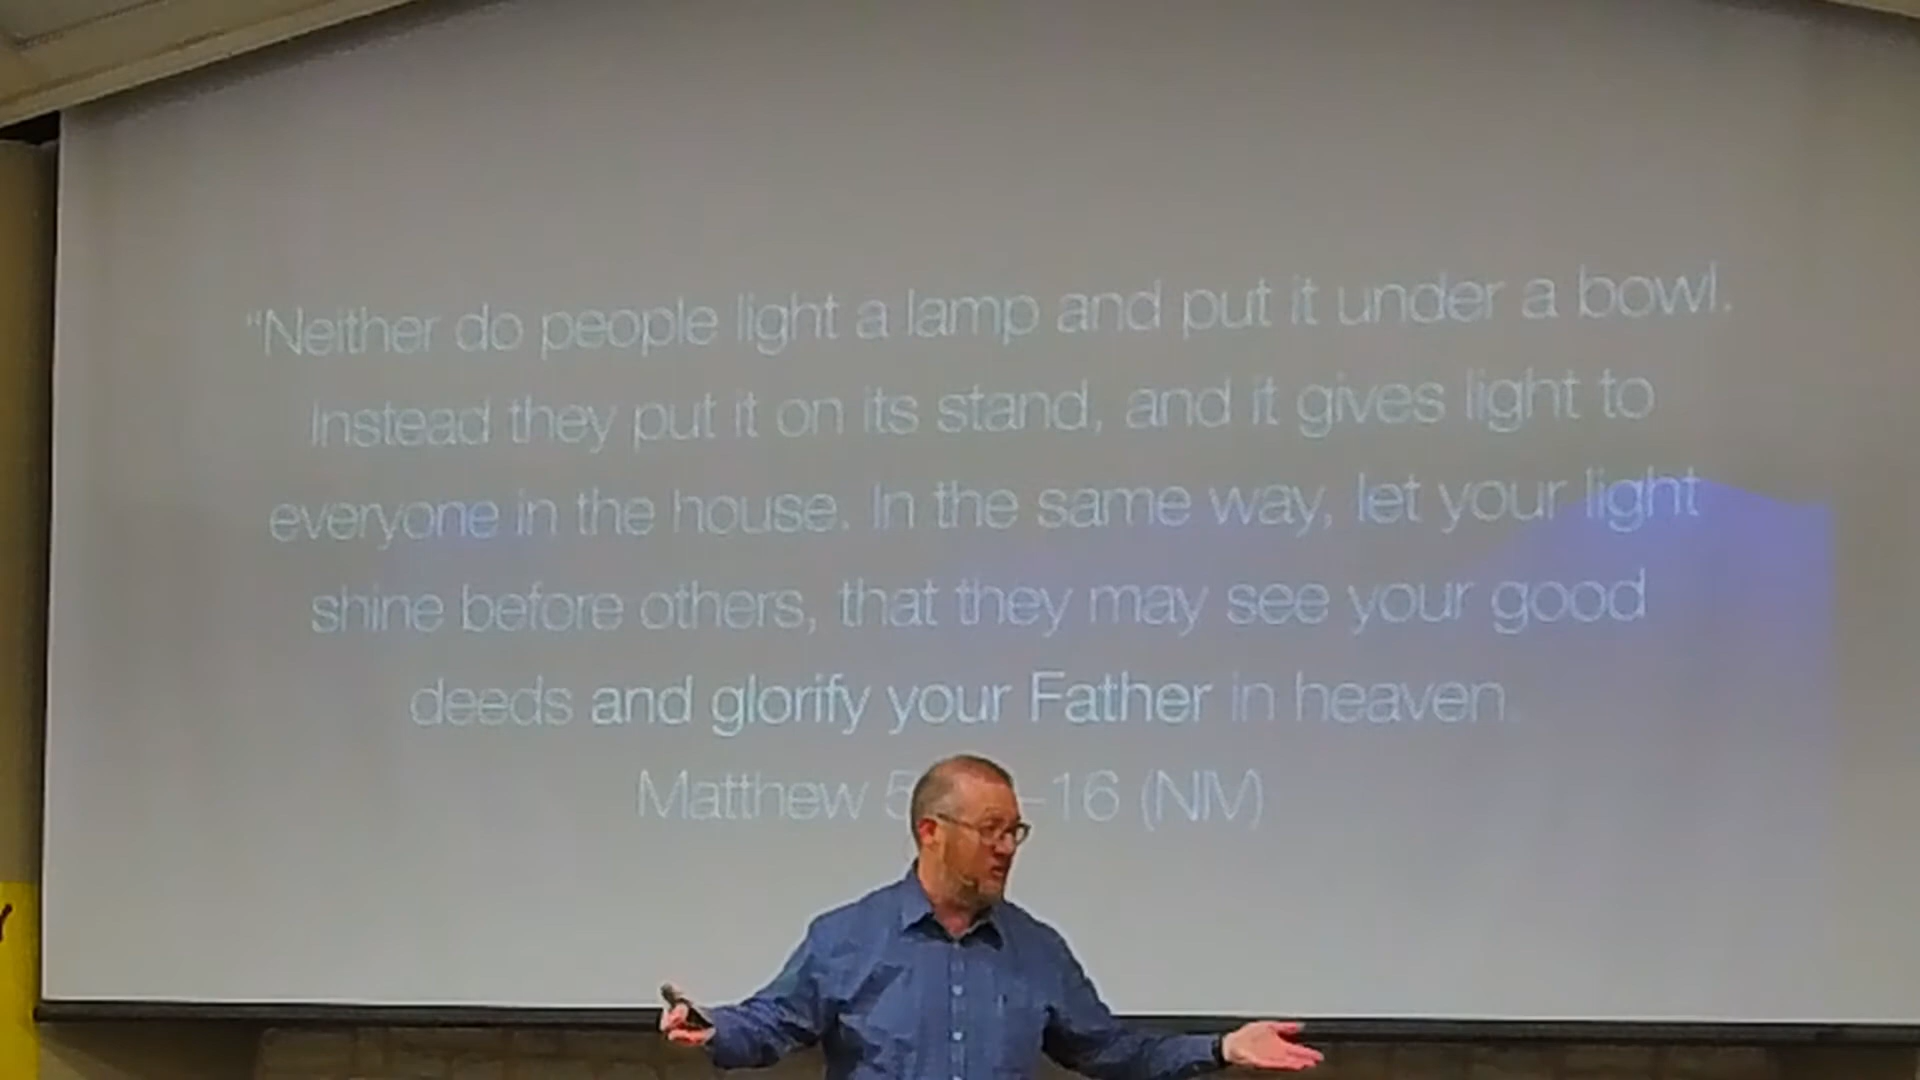 “Neither do people light a lamp and put it under a bowl.
Instead they put it on its stand, and it gives light to
everyone in the house. In the same way, let your light
shine before others, that they may see your good
deeds and glorify your Father in heaven.
Matthew 5 –16 (NIV)